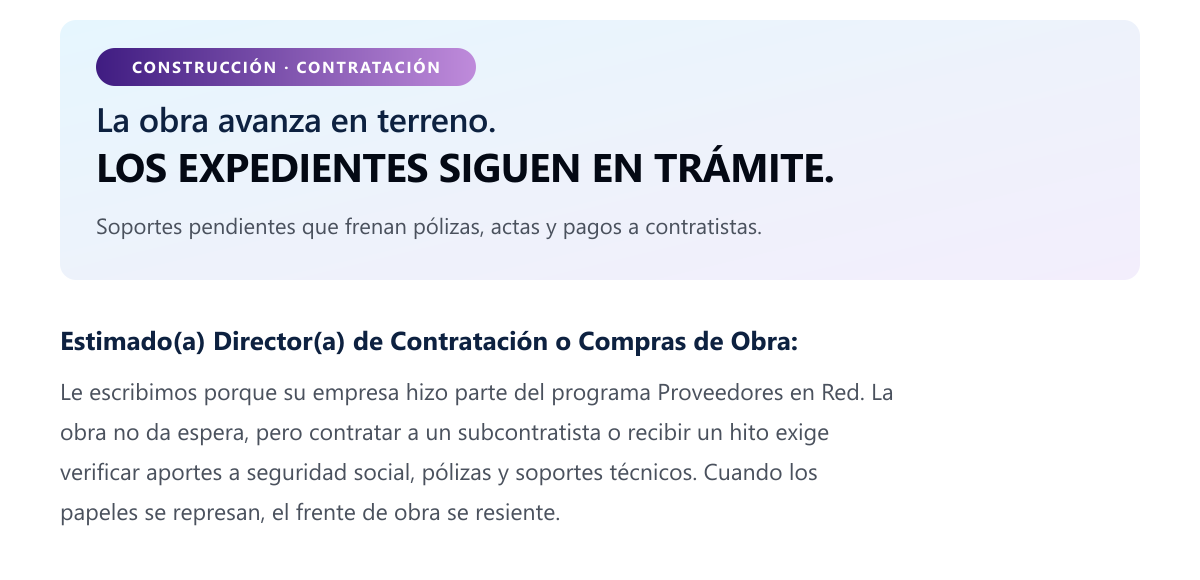 CONSTRUCCIÓN · CONTRATACIÓN
La obra avanza en terreno.
LOS EXPEDIENTES SIGUEN EN TRÁMITE.
Soportes pendientes que frenan pólizas, actas y pagos a contratistas.
Estimado(a) Director(a) de Contratación o Compras de Obra:
Le escribimos porque su empresa hizo parte del programa Proveedores en Red. La
obra no da espera, pero contratar a un subcontratista o recibir un hito exige
verificar aportes a seguridad social, pólizas y soportes técnicos. Cuando los
papeles se represan, el frente de obra se resiente.